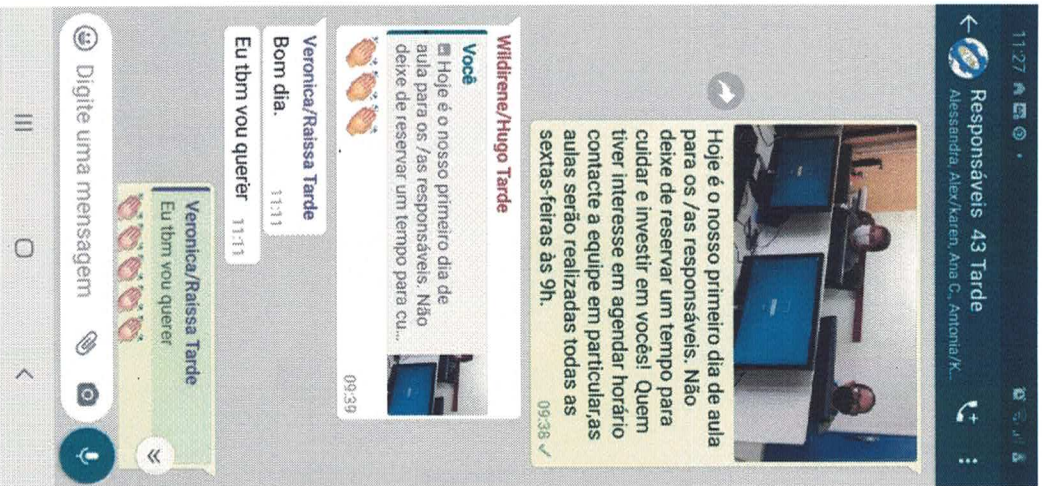 11:27
Responsáveis 43 Tarde
Alessandra, Alex/karen, Ana C., Antonia/K...
Hoje é o nosso primeiro dia de aula
para os /as responsáveis. Não
deixe de reservar um tempo para
cuidar e investir em vocês! Quem
tiver interesse em agendar horário
contacte a equipe em particular,as
aulas serão realizadas todas as
sextas-feiras às 9h.
09:38
Wildirene/Hugo Tarde
Você
Hoje é o nosso primeiro dia de
aula para os /as responsáveis. Não
deixe de reservar um tempo para cu...
09:39
Veronica/Raissa Tarde
Bom dia.
11:11
Eu tbm vou querer
11:11
Veronica/Raissa Tarde
Eu tbm vou querer
Digite uma mensagem